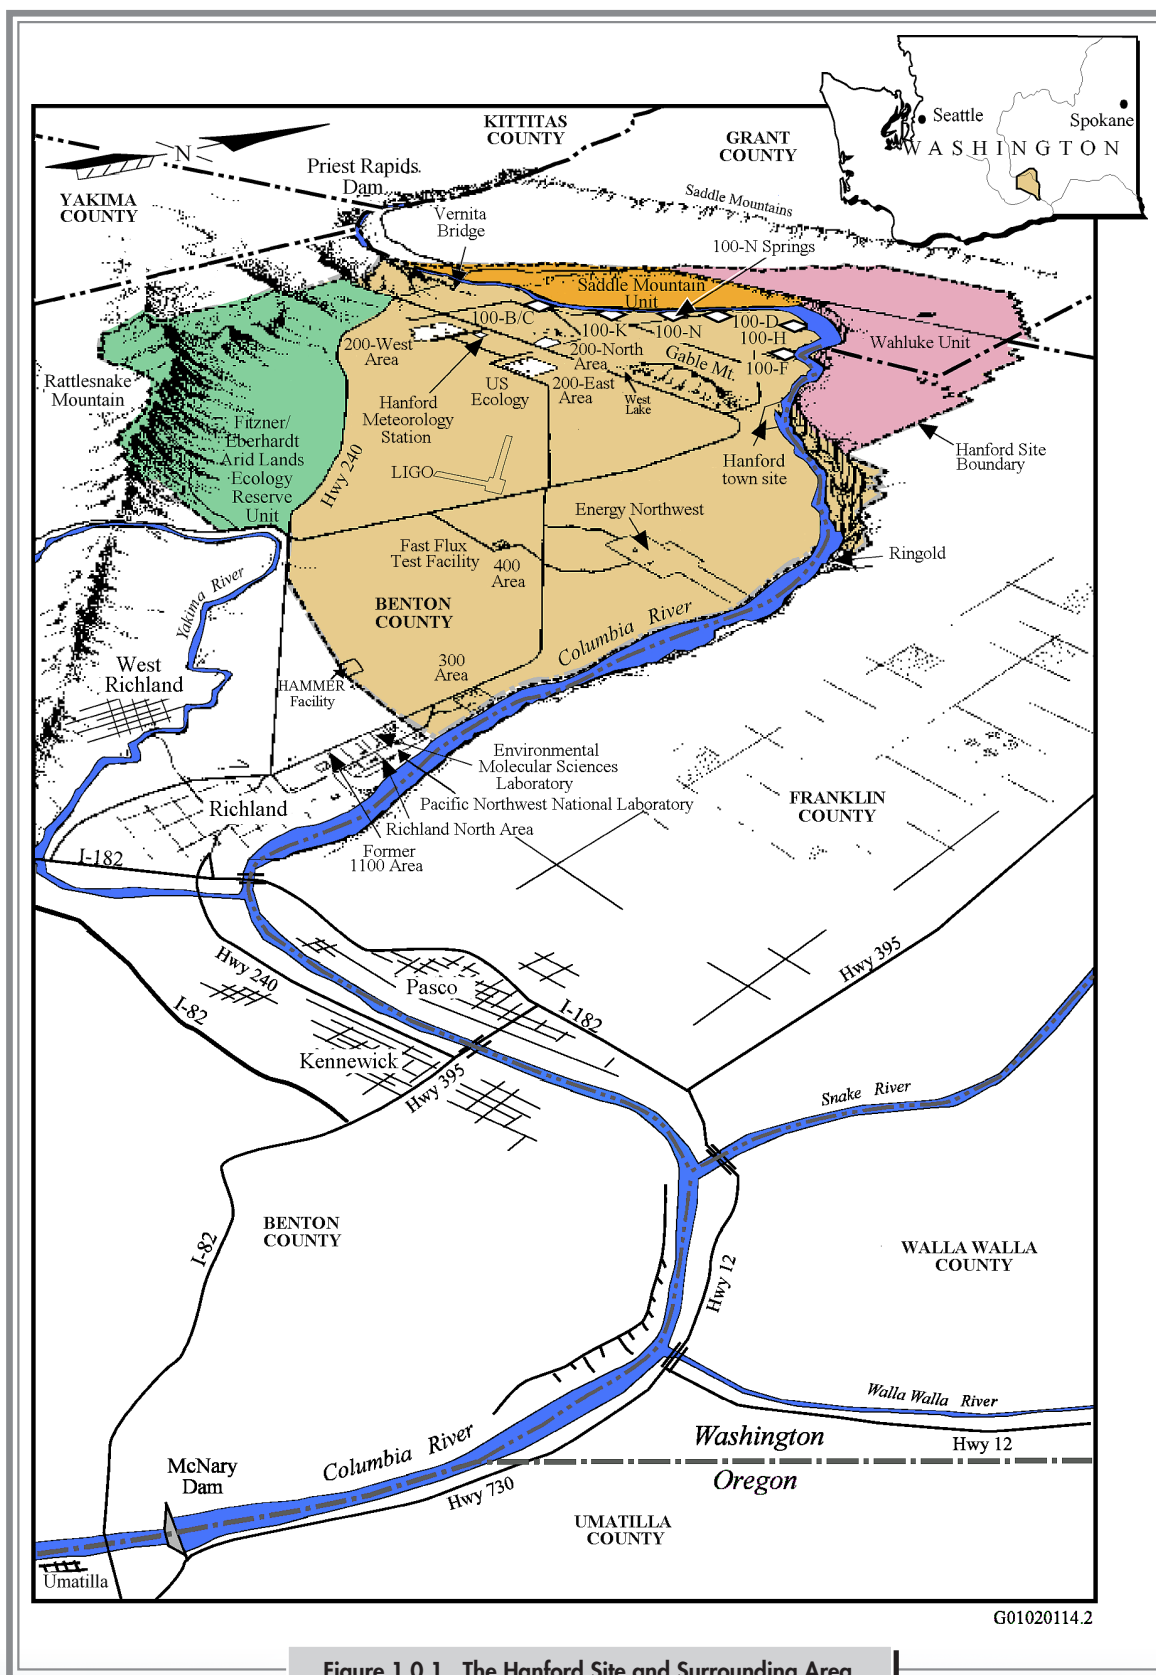 KITTITAS
COUNTY
GRANT
COUNTY
Seattle
Spokane
WASHINGTON
N
Priest Rapids
Dam
YAKIMA
COUNTY
Vernita
Bridge
Saddle Mountains
100-N Springs
Saddle Mountain
Unit
100-B/C
100-K
100-N
100-D
100-H
100-F
Wahluke Unit
200-West
Area
200-North
Area
Gable Mt.
US
Ecology
200-East
Area
West
Lake
Rattlesnake
Mountain
Hanford
Meteorology
Station
Fitzner/
Eberhardt
Arid Lands
Ecology
Reserve
Unit
Hwy 240
LIGO
Hanford
town site
Hanford Site
Boundary
Energy Northwest
Fast Flux
Test Facility
400
Area
Ringold
Yakima River
BENTON
COUNTY
Columbia River
West
Richland
300
Area
HAMMER
Facility
Environmental
Molecular Sciences
Laboratory
Pacific Northwest National Laboratory
Richland
Richland North Area
Former
1100 Area
FRANKLIN
COUNTY
I-182
Hwy 240
I-82
Pasco
I-182
Hwy 395
Kennewick
Hwy 395
Snake River
BENTON
COUNTY
I-82
Hwy 12
WALLA WALLA
COUNTY
Walla Walla River
Hwy 12
Washington
Oregon
Columbia River
McNary
Dam
Hwy 730
UMATILLA
COUNTY
Umatilla
G01020114.2
Figure 1.0.1. The Hanford Site and Surrounding Area